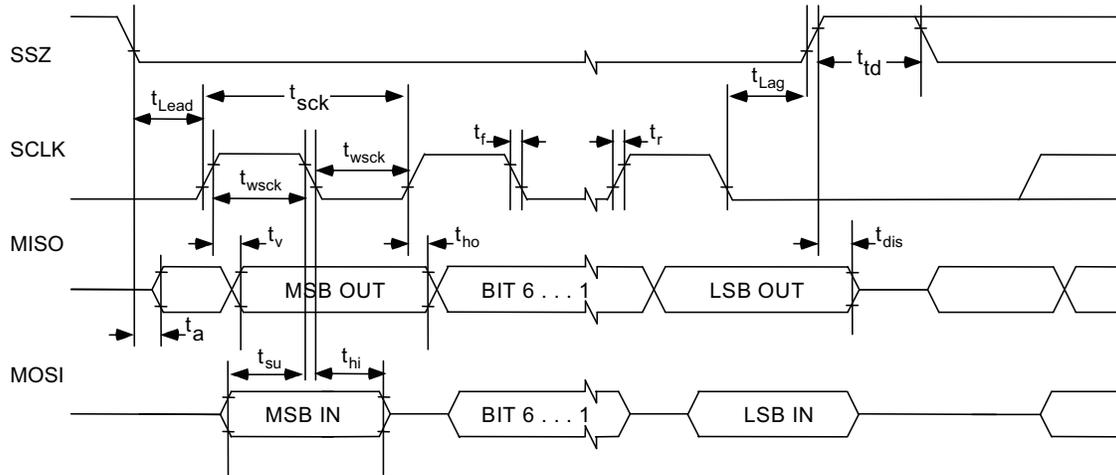 SSZ
t_td
t_Lag
t_Lead
t_sck
SCLK
t_wsck
t_f
t_r
t_wsck
MISO
t_v
t_ho
t_dis
MSB OUT
BIT 6 . . . 1
LSB OUT
t_a
MOSI
t_su
t_hi
MSB IN
BIT 6 . . . 1
LSB IN